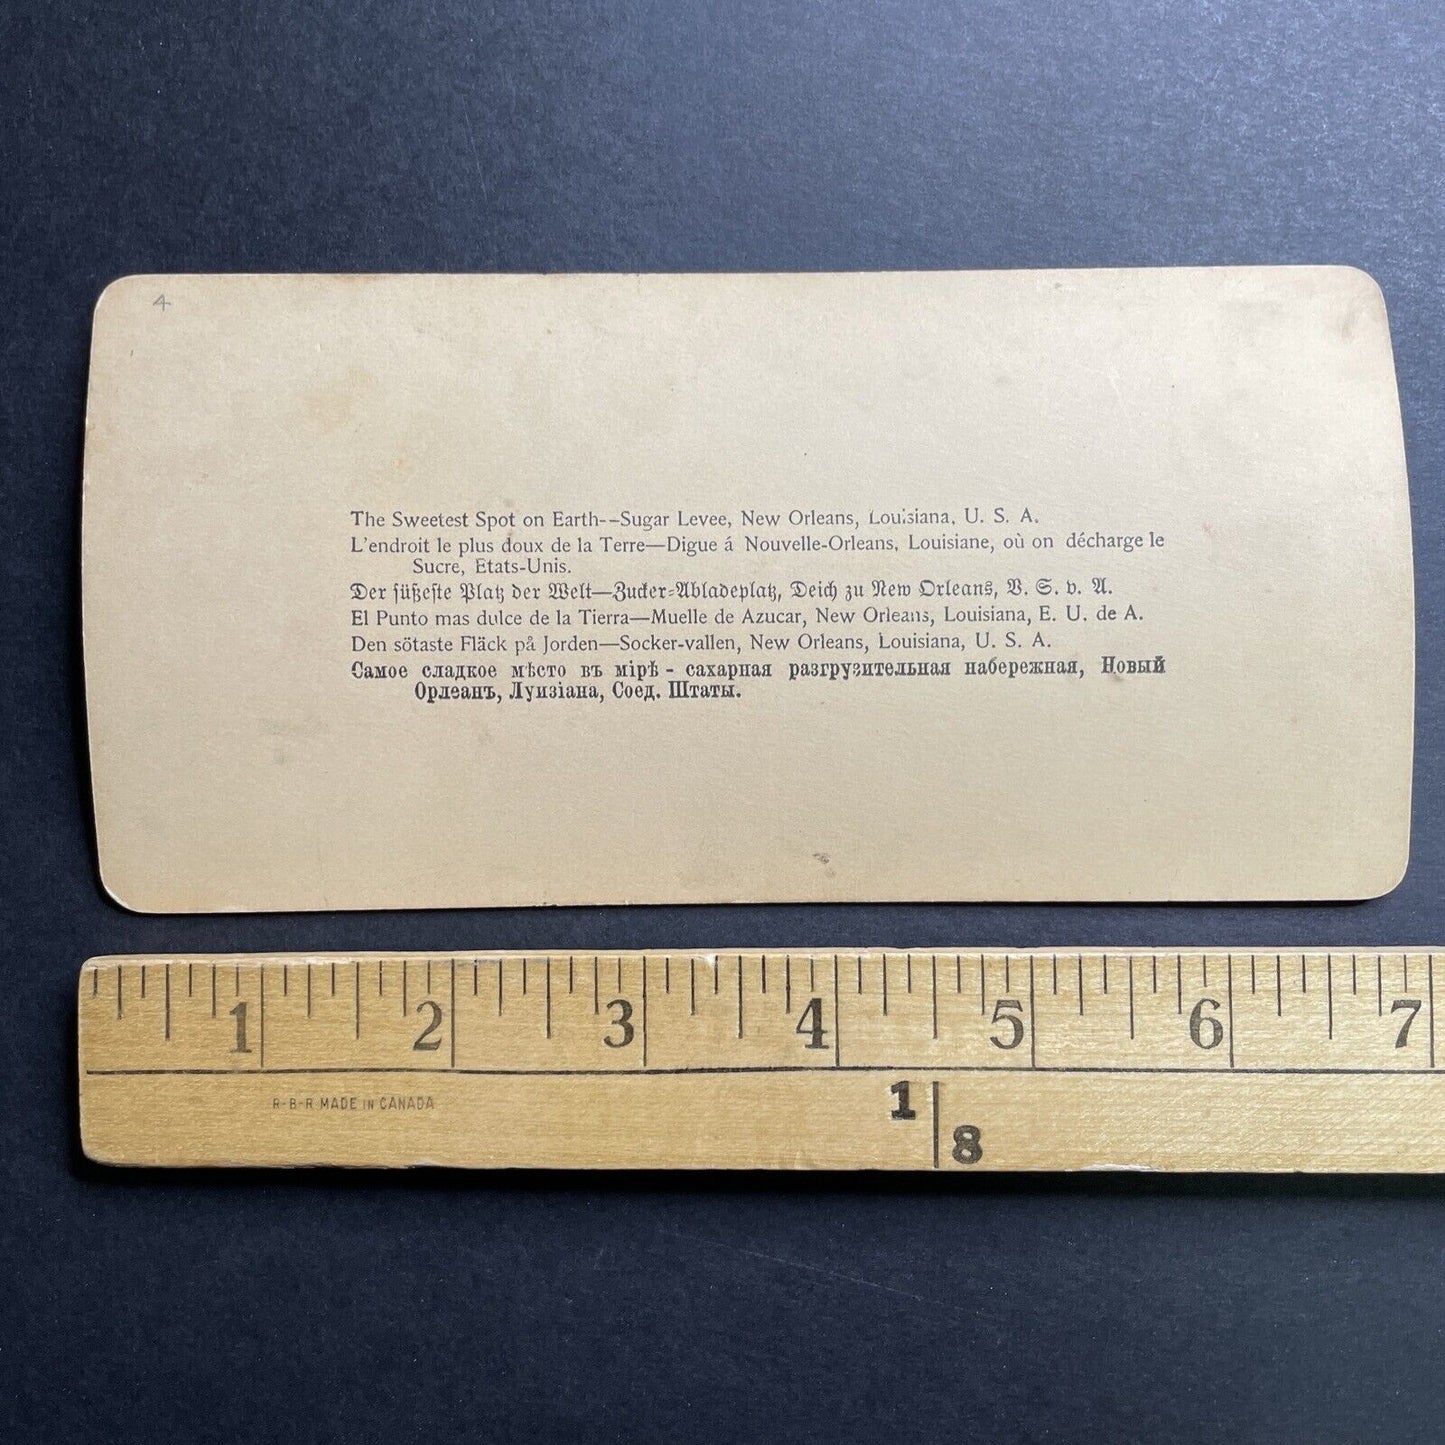 4
The Sweetest Spot on Earth--Sugar Levee, New Orleans, Louisiana, U. S. A.
L'endroit le plus doux de la Terre—Digue á Nouvelle-Orleans, Louisiane, où on décharge le
Sucre, Etats-Unis.
Der süßeste Platz der Welt—Zucker-Abladeplatz, Deich zu New Orleans, V. S. v. A.
El Punto mas dulce de la Tierra—Muelle de Azucar, New Orleans, Louisiana, E. U. de A.
Den sötaste Fläck på Jorden—Socker-vallen, New Orleans, Louisiana, U. S. A.
Самое сладкое мѣсто въ мірѣ - сахарная разгрузительная набережная, Новый
Орлеанъ, Луизіана, Соед. Штаты.
1 2 3 4 5 6 7
R-B-R MADE IN CANADA
1
8